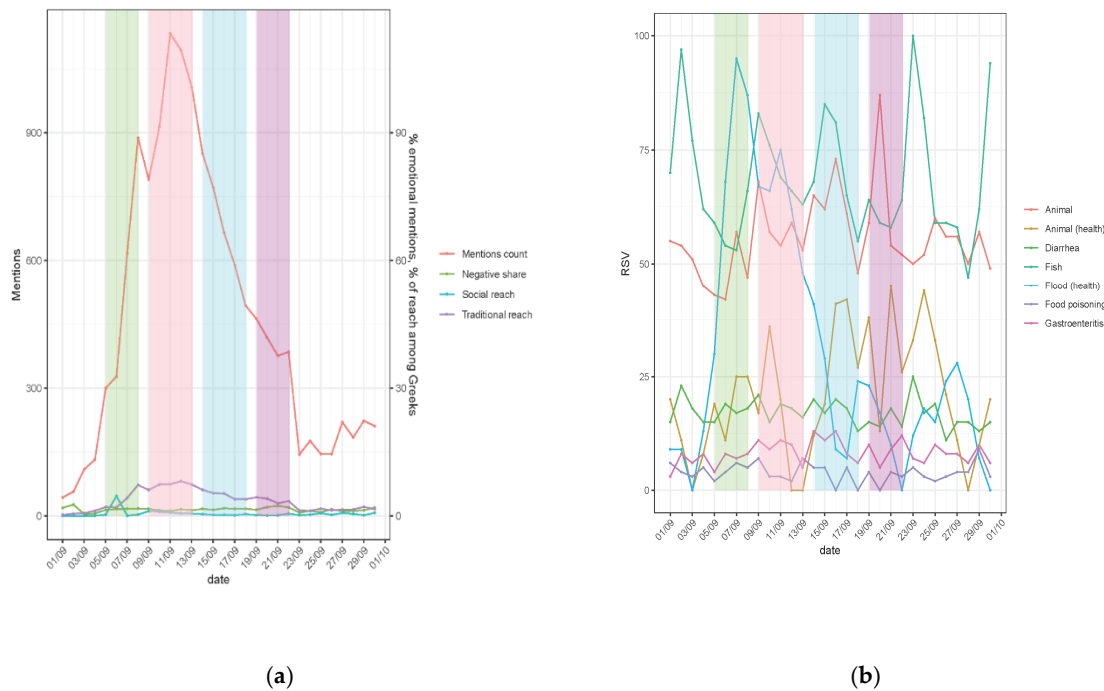 Mentions
900
600
300
0
90
60
30
0
% emotional mentions, % of reach among Greeks
01/09
03/09
05/09
07/09
09/09
11/09
13/09
15/09
17/09
19/09
21/09
23/09
25/09
27/09
29/09
01/10
date
Mentions count
Negative share
Social reach
Traditional reach
(a)
RSV
100
75
50
25
0
01/09
03/09
05/09
07/09
09/09
11/09
13/09
15/09
17/09
19/09
21/09
23/09
25/09
27/09
29/09
01/10
date
Animal
Animal (health)
Diarrhea
Fish
Flood (health)
Food poisoning
Gastroenteritis
(b)